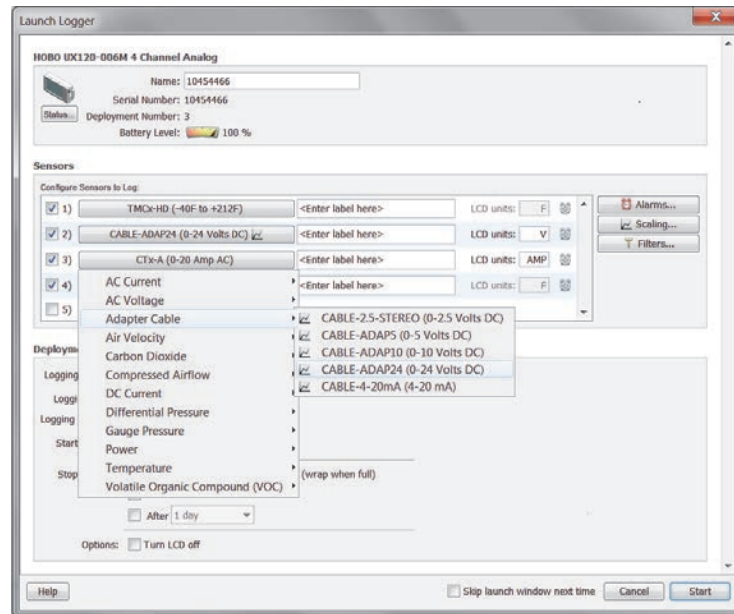 Launch Logger
HOBO UX120-006M 4 Channel Analog
Name: 10454466
Serial Number: 10454466
Status... Deployment Number: 3
Battery Level: 100 %
Sensors
Configure Sensors to Log:
1) TMCx-HD (-40F to +212F) <Enter label here> LCD units: F Alarms...
2) CABLE-ADAP24 (0-24 Volts DC) <Enter label here> LCD units: V Scaling...
Filters...
3) CTx-A (0-20 Amp AC) <Enter label here> LCD units: AMP
4) <Enter label here> LCD units: F
5)
AC Current
AC Voltage
Adapter Cable
Air Velocity
Carbon Dioxide
Compressed Airflow
DC Current
Differential Pressure
Gauge Pressure
Power
Temperature
Volatile Organic Compound (VOC)
CABLE-2.5-STEREO (0-2.5 Volts DC)
CABLE-ADAP5 (0-5 Volts DC)
CABLE-ADAP10 (0-10 Volts DC)
CABLE-ADAP24 (0-24 Volts DC)
CABLE-4-20mA (4-20 mA)
Logging
Logging
Start
Stop (wrap when full)
After 1 day
Options: Turn LCD off
Help Skip launch window next time Cancel Start